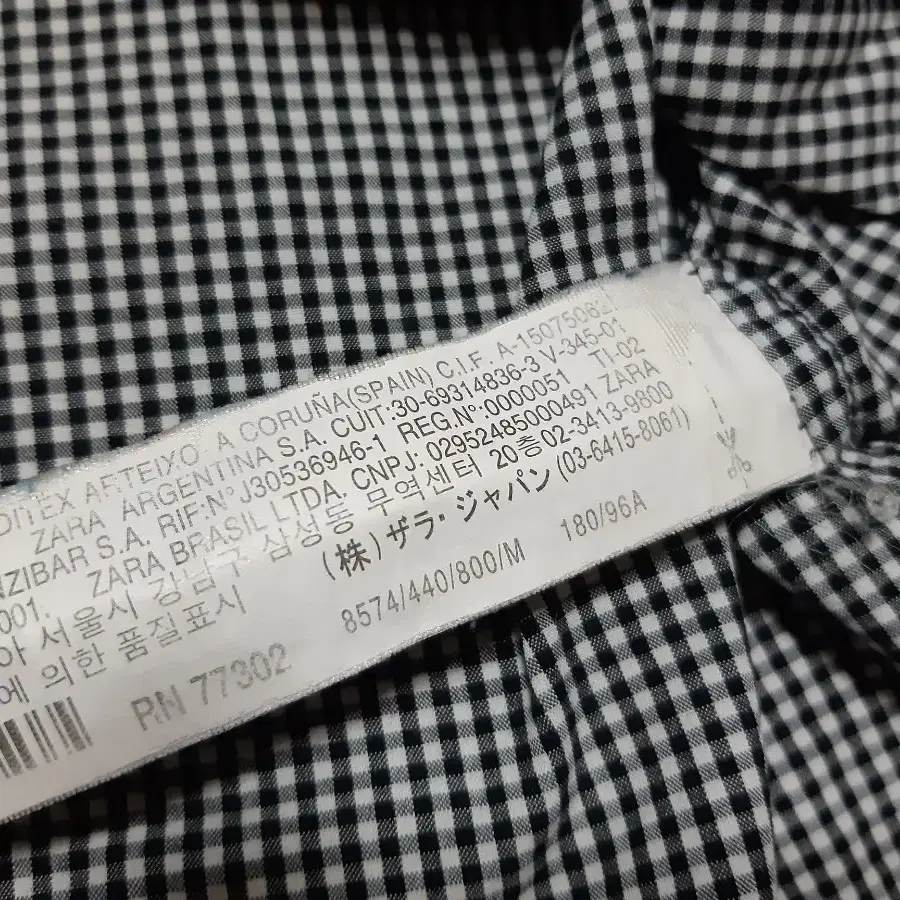 DITEX ARTEIXO A CORUÑA(SPAIN) C.I.F. A-15075062
ZARA ARGENTINA S.A. CUIT:30-69314836-3 V-345-01
NZIBAR S.A. RIF:N°J30536946-1 REG.N°:0000051 TI-02
001. ZARA BRASIL LTDA. CNPJ: 02952485000491 ZARA
아 서울시 강남구 삼성동 무역센터 20층02-3413-9800
에 의한 품질표시 (株)ザラ・ジャパン(03-6415-8061)
RN 77302 8574/440/800/M 180/96A